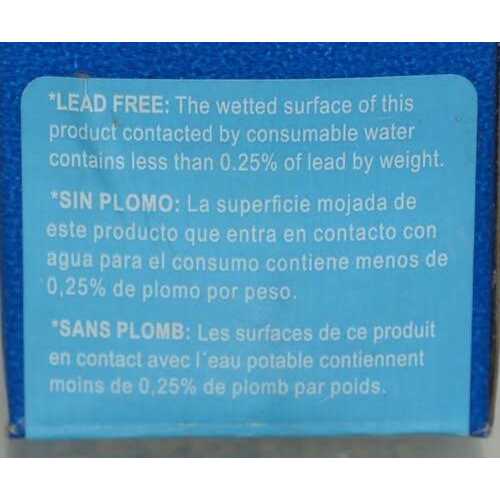 *LEAD FREE: The wetted surface of this
product contacted by consumable water
contains less than 0.25% of lead by weight.
*SIN PLOMO: La superficie mojada de
este producto que entra en contacto con
agua para el consumo contiene menos de
0,25% de plomo por peso.
*SANS PLOMB: Les surfaces de ce produit
en contact avec l´eau potable contiennent
moins de 0,25% de plomb par poids.